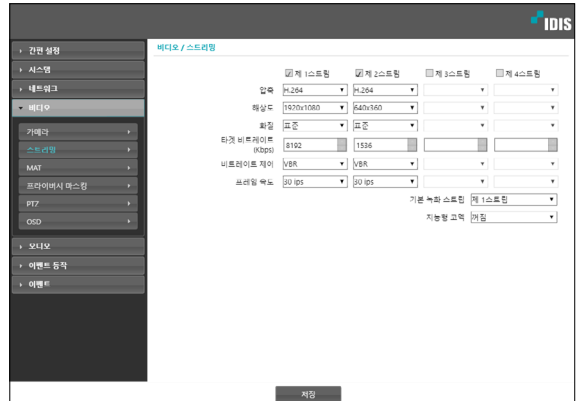 IDIS
간편 설정
시스템
네트워크
비디오
카메라
스트리밍
MAT
프라이버시 마스킹
PTZ
OSD
오디오
이벤트 동작
이벤트
비디오 / 스트리밍
제 1스트림 제 2스트림 제 3스트림 제 4스트림
압축 H.264 H.264
해상도 1920x1080 640x360
화질 표준 표준
타겟 비트레이트
(Kbps) 8192 1536
비트레이트 제어 VBR VBR
프레임 속도 30 ips 30 ips
기본 녹화 스트림 제 1스트림
지능형 코덱 꺼짐
저장